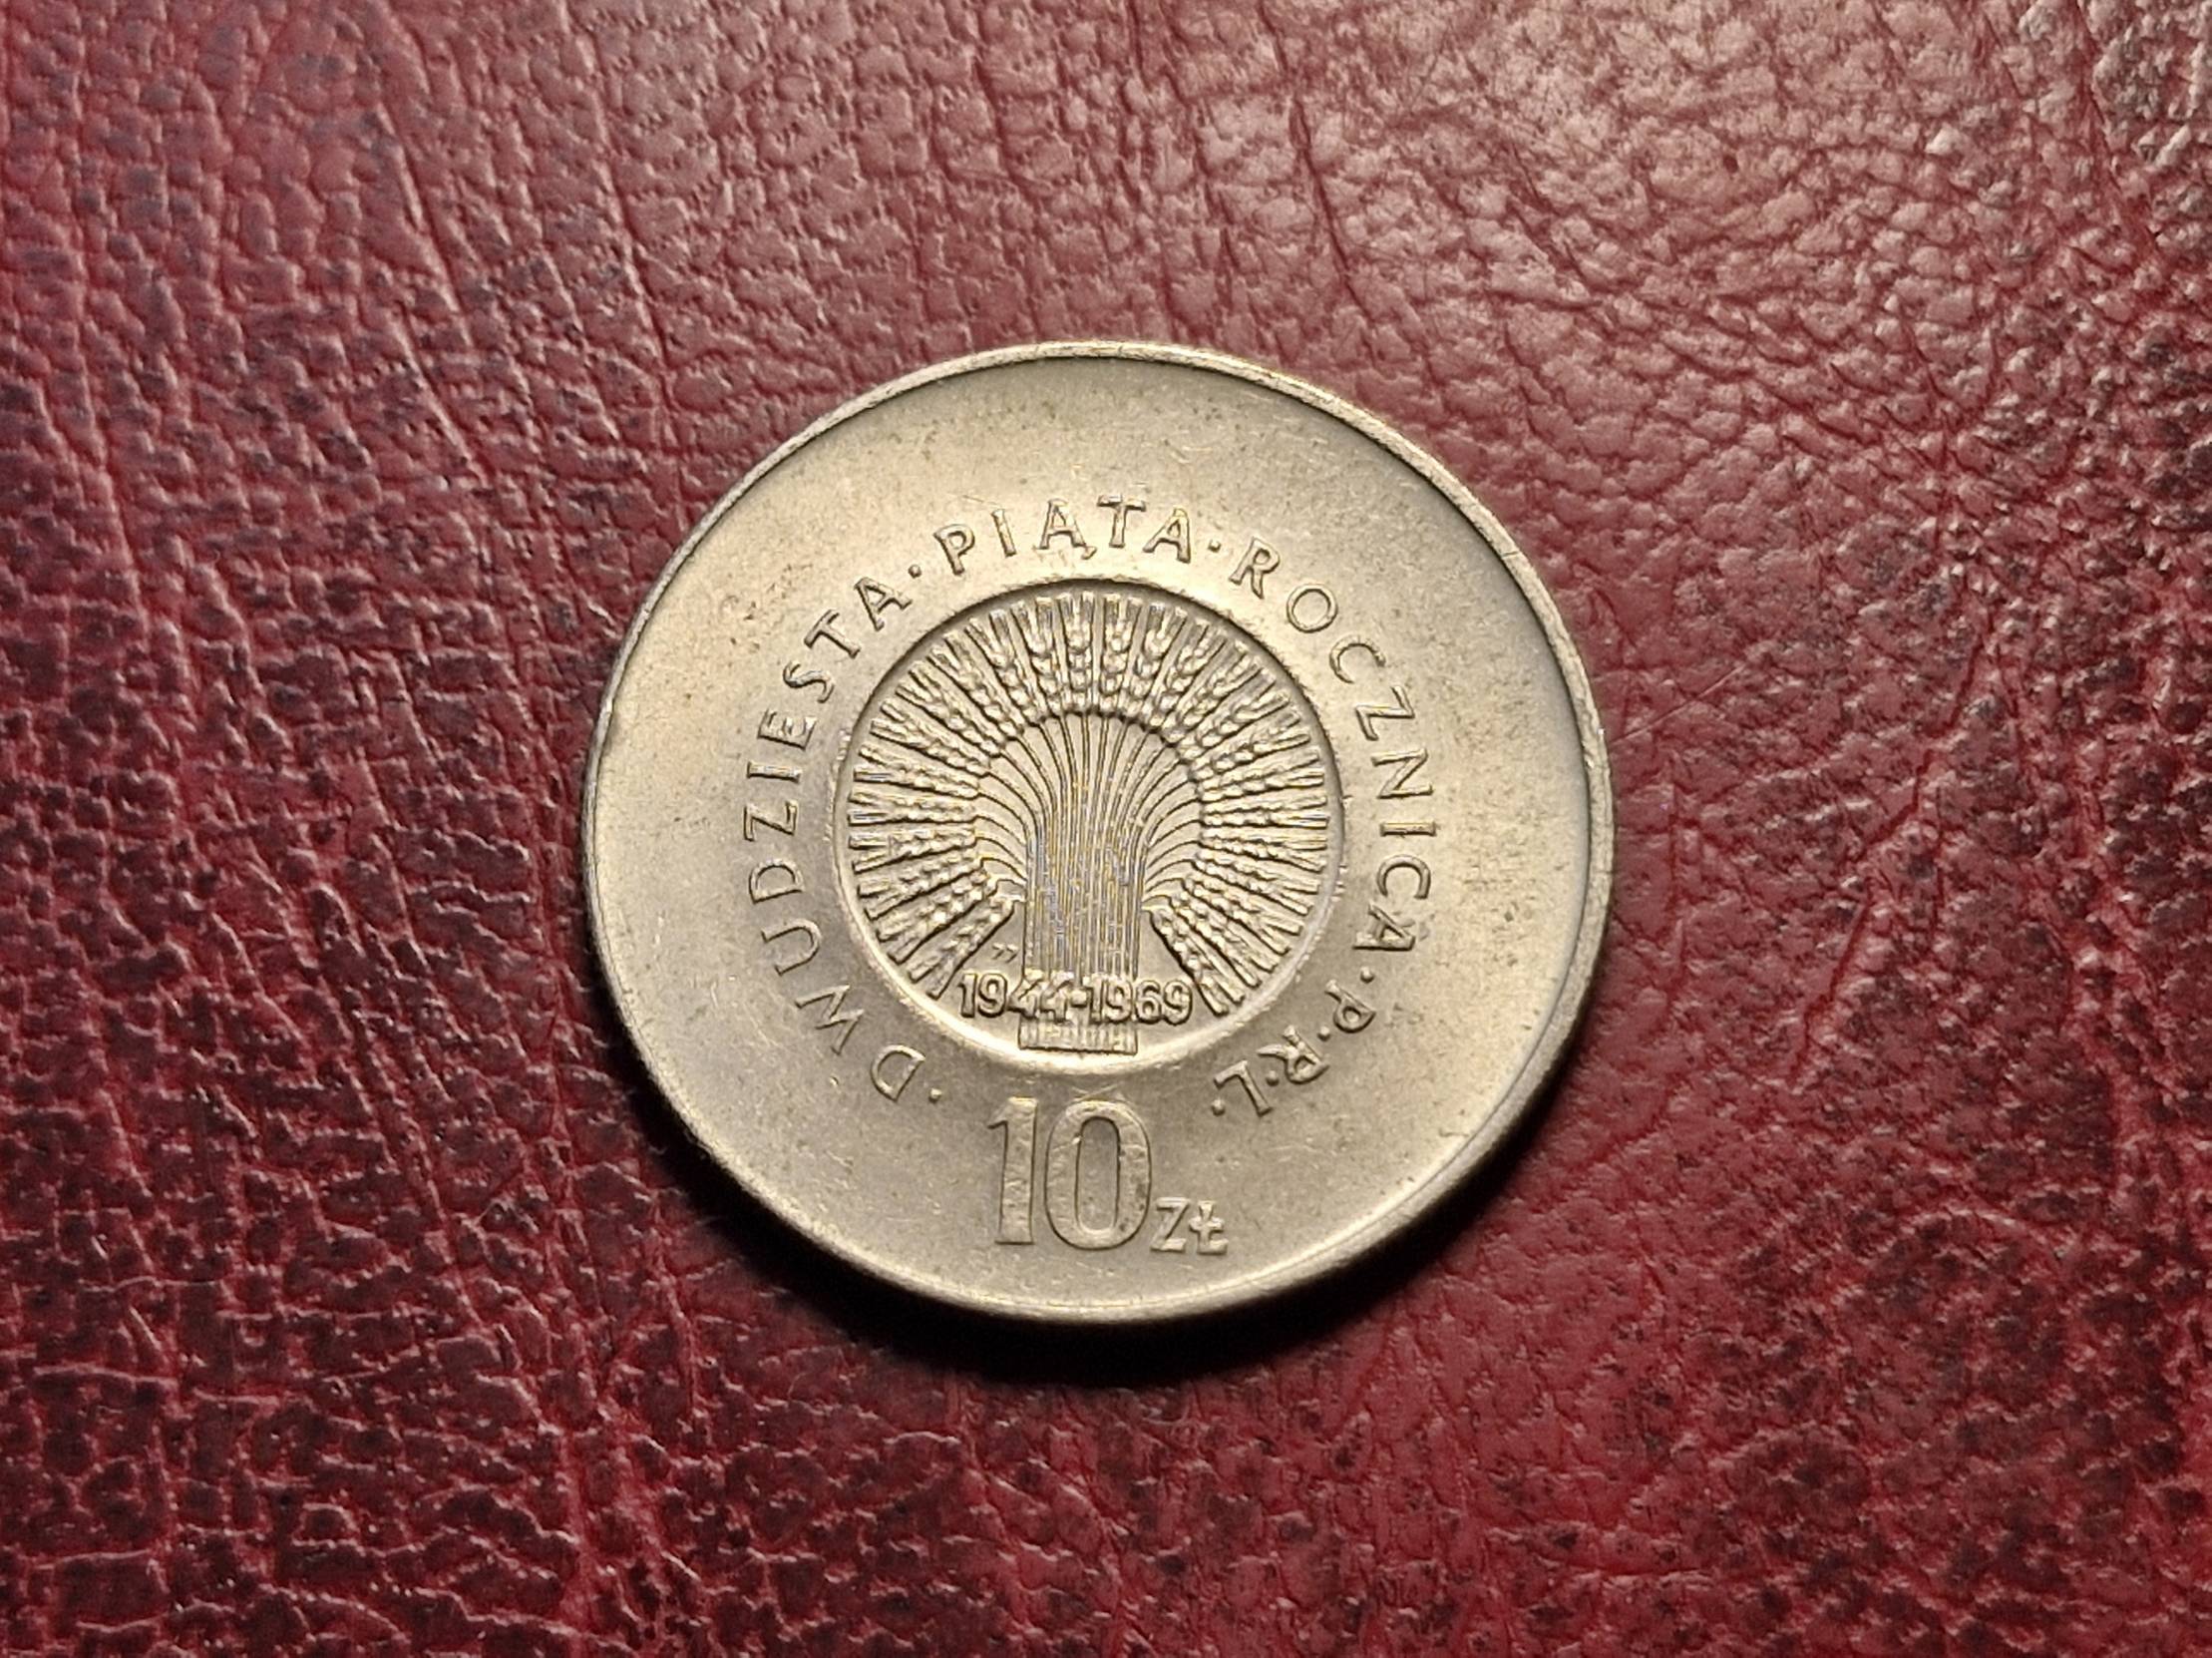 ·DWUDZIESTA·PIĄTA·ROCZNICA·P·R·L·
1944-1969
10 ZŁ